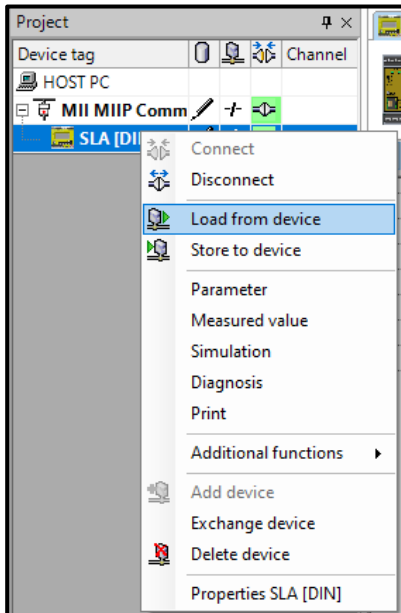 Project
Device tag Channel
HOST PC
MII MIIP Comm
SLA [DI
Connect
Disconnect
Load from device
Store to device
Parameter
Measured value
Simulation
Diagnosis
Print
Additional functions
Add device
Exchange device
Delete device
Properties SLA [DIN]